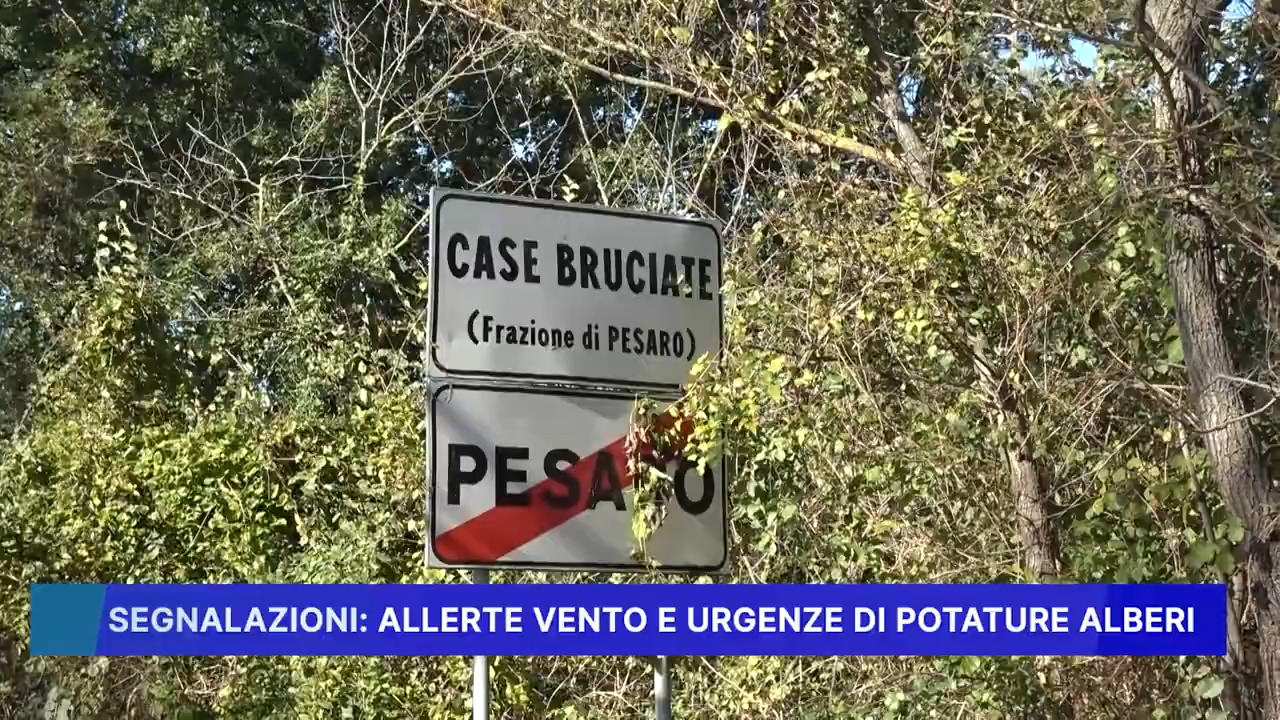 CASE BRUCIATE
(Frazione di PESARO)
PESARO
SEGNALAZIONI: ALLERTE VENTO E URGENZE DI POTATURE ALBERI